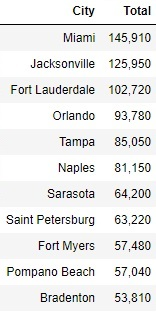 City Total
Miami 145,910
Jacksonville 125,950
Fort Lauderdale 102,720
Orlando 93,780
Tampa 85,050
Naples 81,150
Sarasota 64,200
Saint Petersburg 63,220
Fort Myers 57,480
Pompano Beach 57,040
Bradenton 53,810